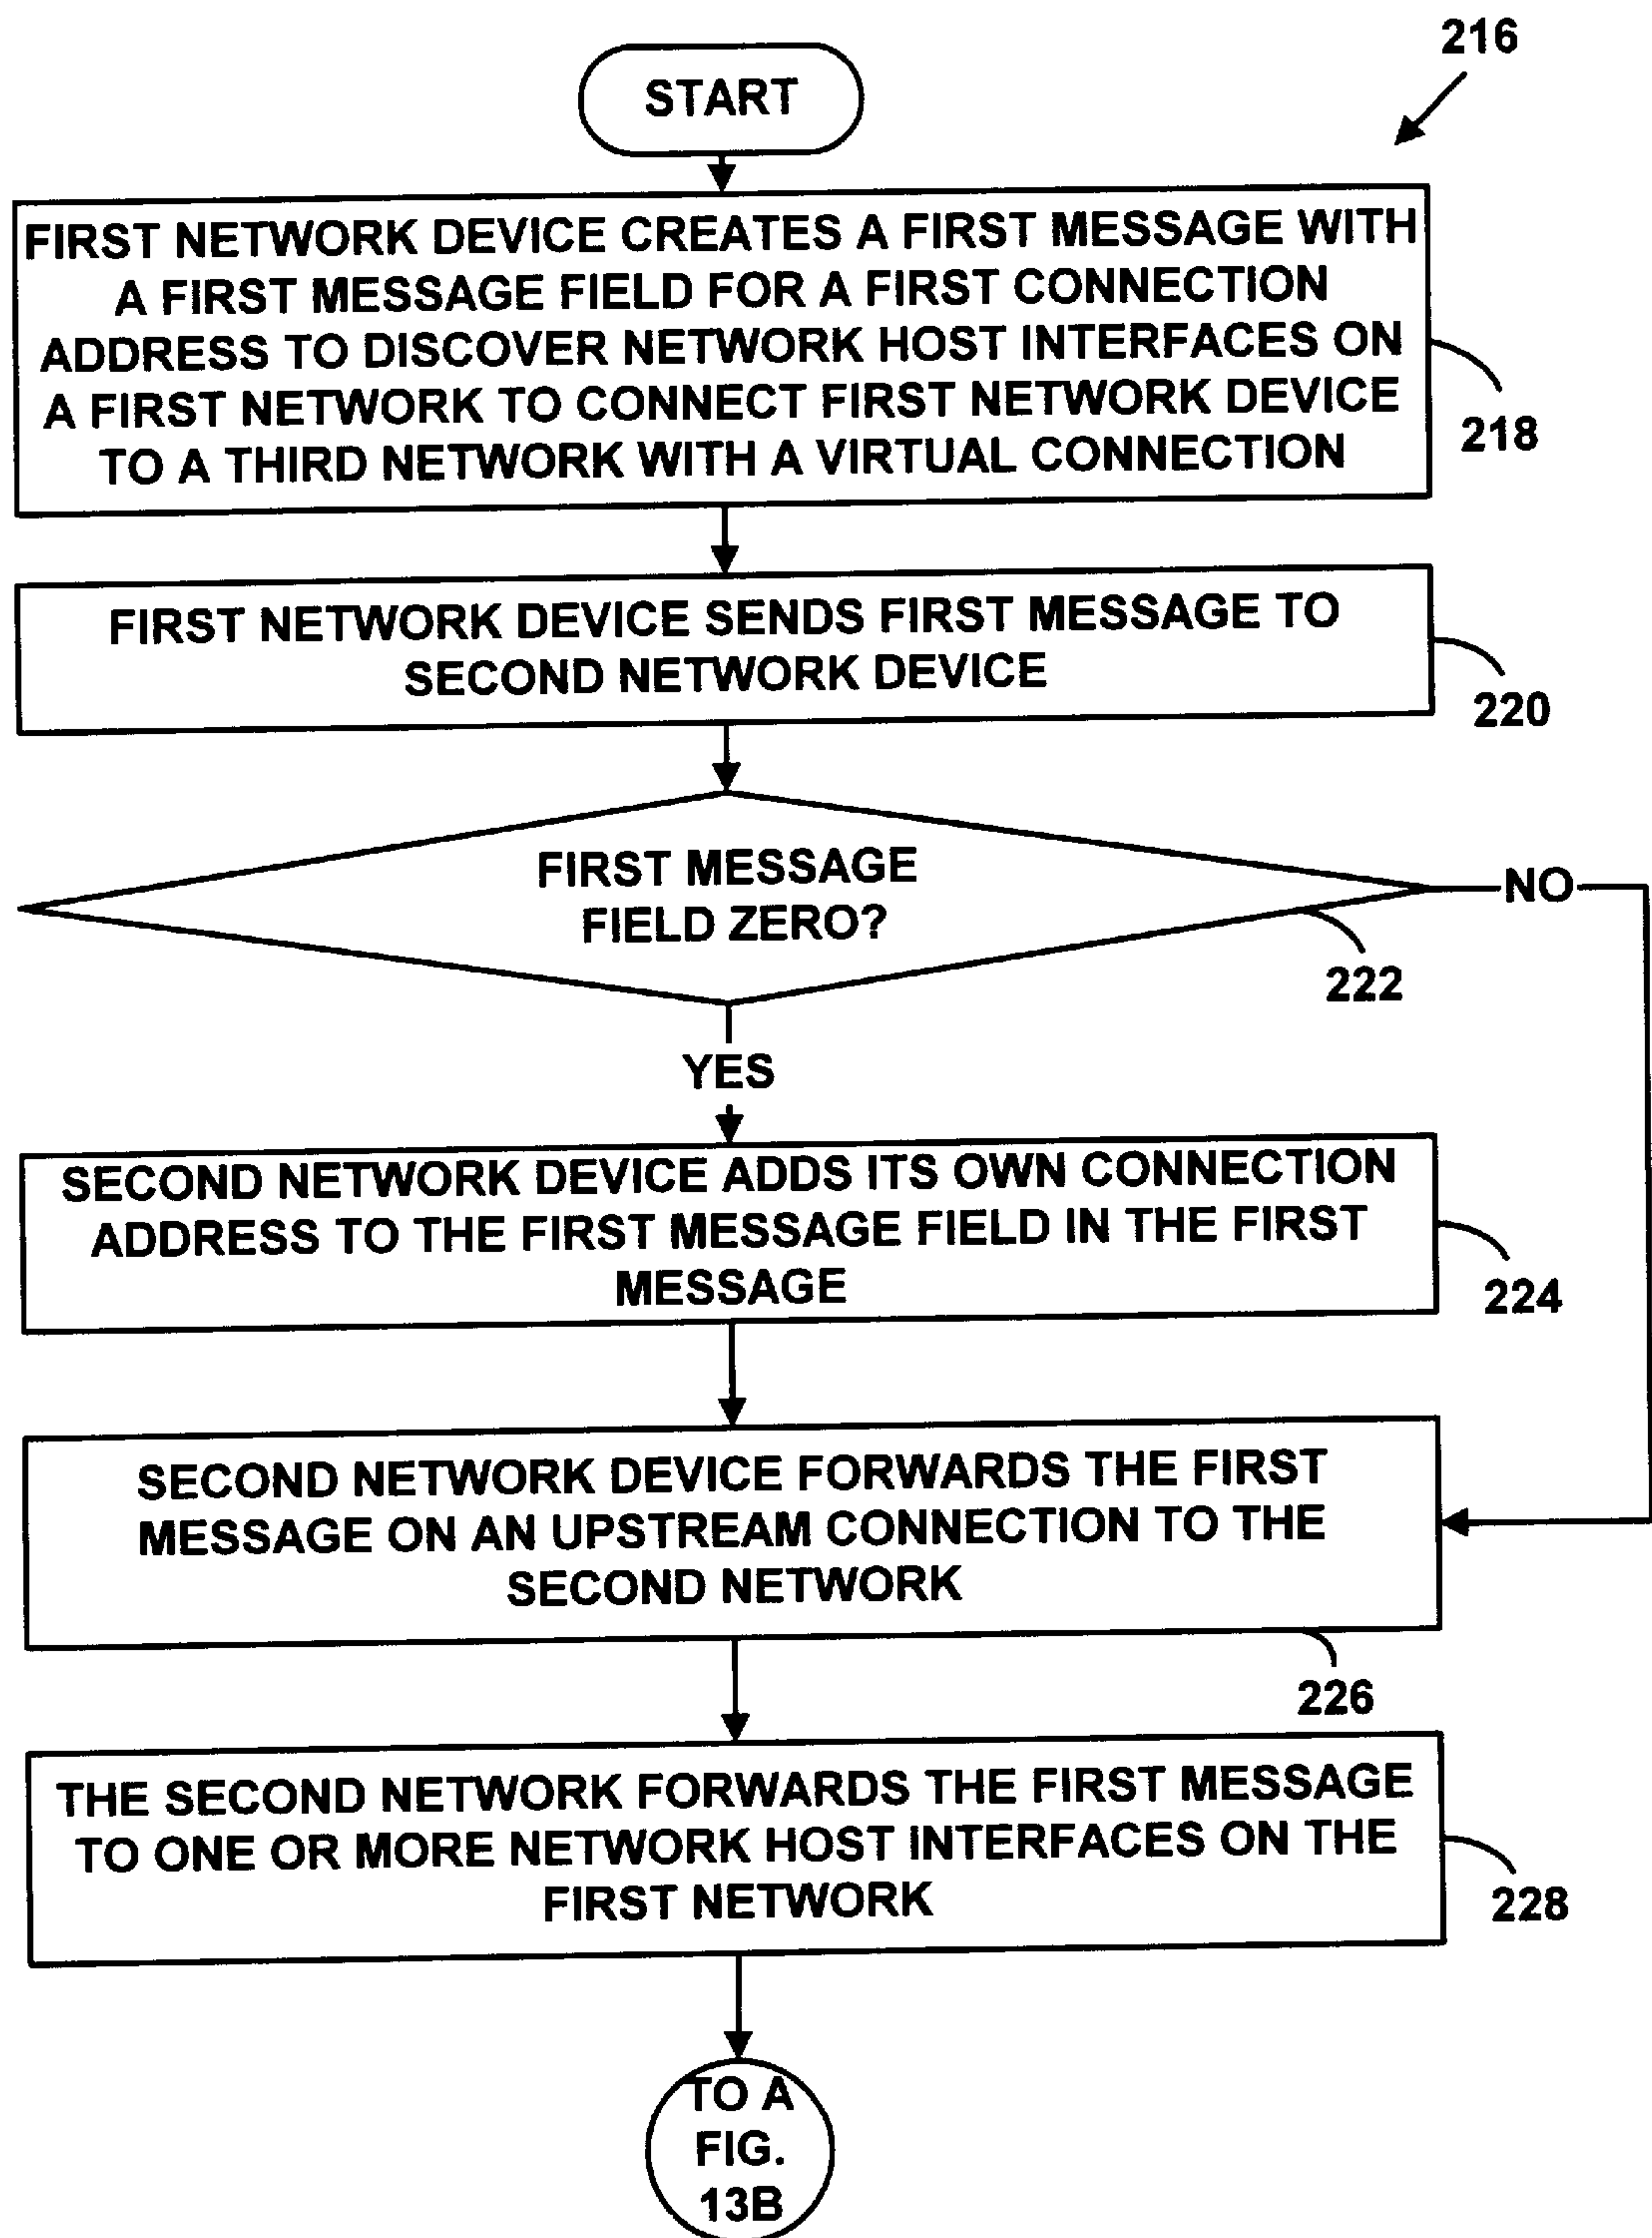 216
START
FIRST NETWORK DEVICE CREATES A FIRST MESSAGE WITH
A FIRST MESSAGE FIELD FOR A FIRST CONNECTION
ADDRESS TO DISCOVER NETWORK HOST INTERFACES ON
A FIRST NETWORK TO CONNECT FIRST NETWORK DEVICE
TO A THIRD NETWORK WITH A VIRTUAL CONNECTION
218
FIRST NETWORK DEVICE SENDS FIRST MESSAGE TO
SECOND NETWORK DEVICE
220
FIRST MESSAGE
FIELD ZERO?
NO
222
YES
SECOND NETWORK DEVICE ADDS ITS OWN CONNECTION
ADDRESS TO THE FIRST MESSAGE FIELD IN THE FIRST
MESSAGE
224
SECOND NETWORK DEVICE FORWARDS THE FIRST
MESSAGE ON AN UPSTREAM CONNECTION TO THE
SECOND NETWORK
226
THE SECOND NETWORK FORWARDS THE FIRST MESSAGE
TO ONE OR MORE NETWORK HOST INTERFACES ON THE
FIRST NETWORK
228
TO A
FIG.
13B